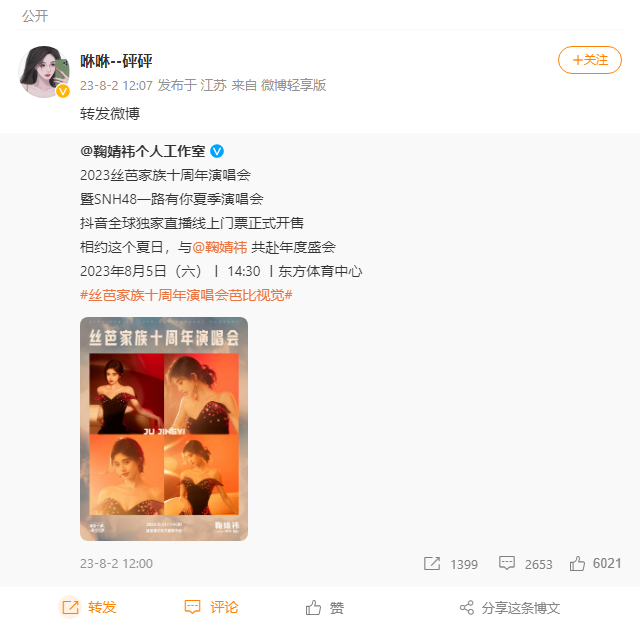 公开
咻咻--砰砰
+关注
23-8-2 12:07 发布于 江苏 来自 微博轻享版
转发微博
@鞠婧祎个人工作室
2023丝芭家族十周年演唱会
暨SNH48一路有你夏季演唱会
抖音全球独家直播线上门票正式开售
相约这个夏日，与@鞠婧祎 共赴年度盛会
2023年8月5日（六）丨 14:30 丨东方体育中心
#丝芭家族十周年演唱会芭比视觉#
丝芭家族十周年演唱会
JU JINGYI
鞠婧祎
23-8-2 12:00
1399 2653 6021
转发 评论 赞 分享这条博文